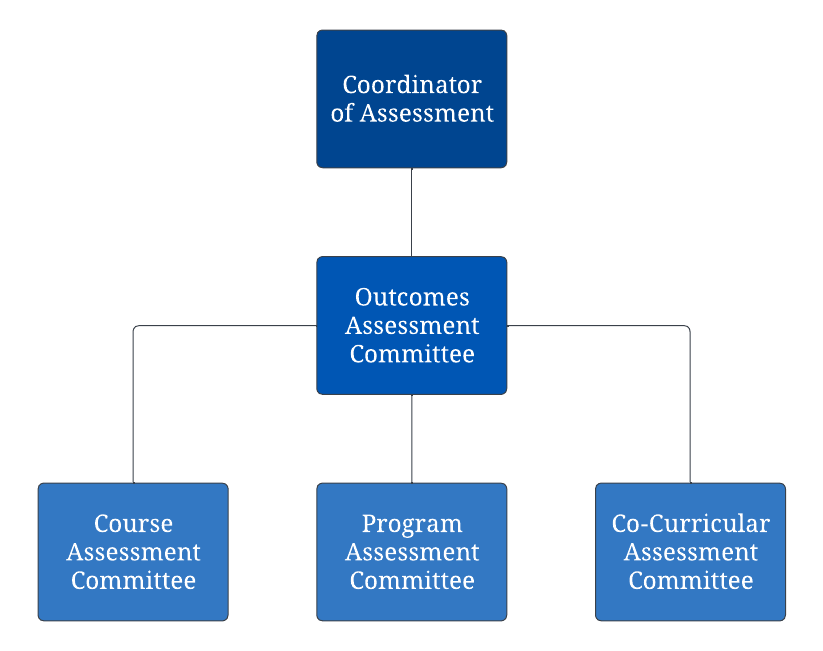 Coordinator
of Assessment
Outcomes
Assessment
Committee
Course
Assessment
Committee
Program
Assessment
Committee
Co-Curricular
Assessment
Committee